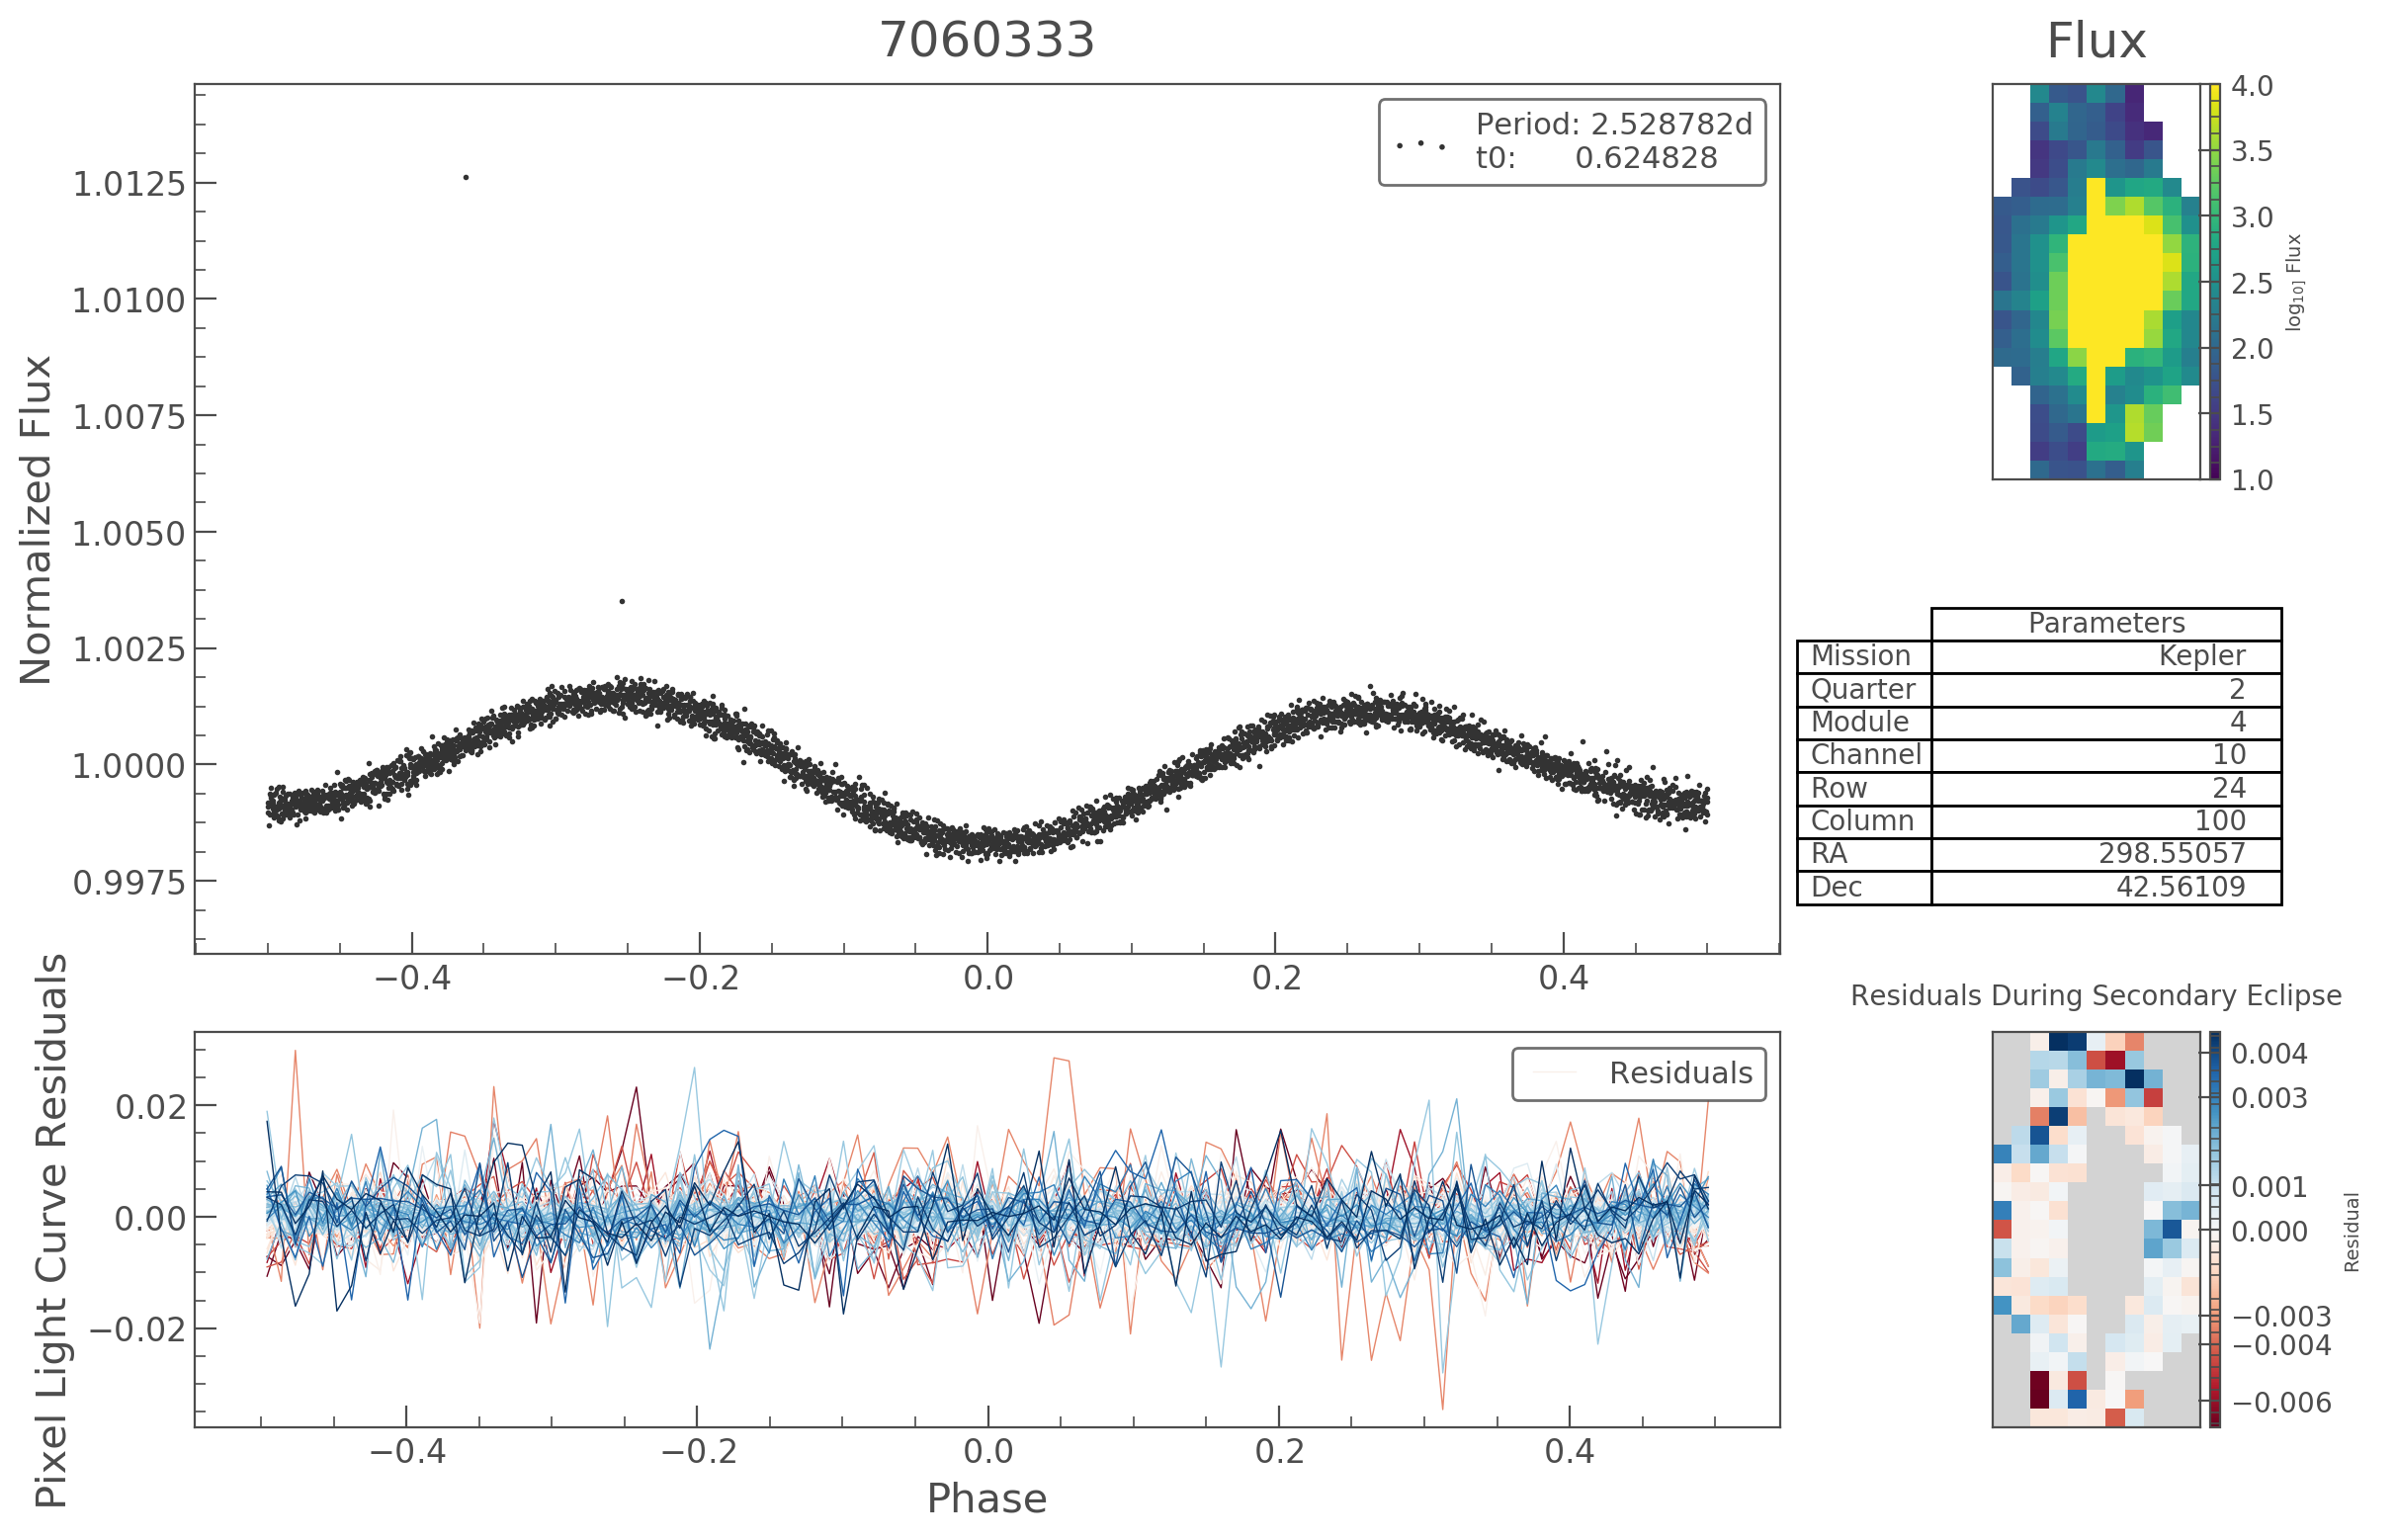 7060333
Flux
Normalized Flux
1.0125
1.0100
1.0075
1.0050
1.0025
1.0000
0.9975
Period: 2.528782d
t0: 0.624828
−0.4
−0.2
0.0
0.2
0.4
4.0
3.5
3.0
2.5
2.0
1.5
1.0
log10] Flux
Parameters
Mission Kepler
Quarter 2
Module 4
Channel 10
Row 24
Column 100
RA 298.55057
Dec 42.56109
Pixel Light Curve Residuals
0.02
0.00
−0.02
Residuals
−0.4
−0.2
0.0
0.2
0.4
Phase
Residuals During Secondary Eclipse
0.004
0.003
0.001
0.000
−0.003
−0.004
−0.006
Residual